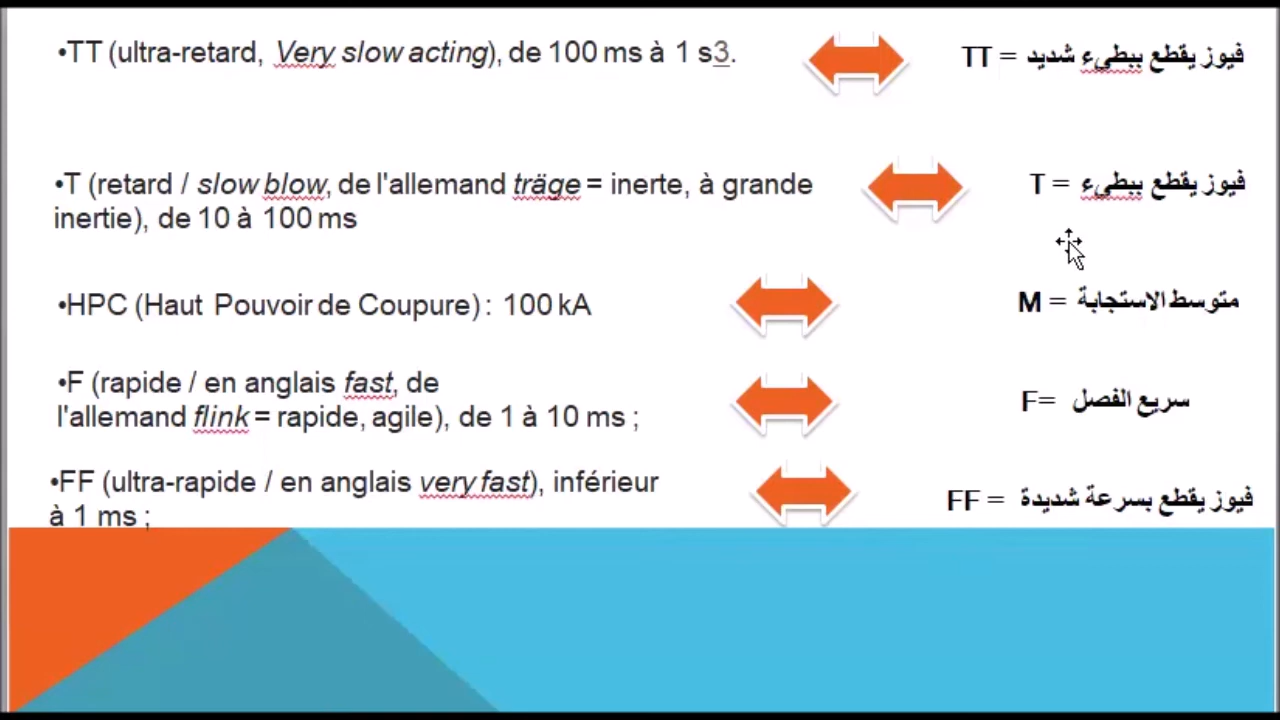 •TT (ultra-retard, Very slow acting), de 100 ms à 1 s3.
TT = فيوز يقطع ببطيء شديد
•T (retard / slow blow, de l'allemand träge = inerte, à grande
inertie), de 10 à 100 ms
T = فيوز يقطع ببطيء
•HPC (Haut Pouvoir de Coupure) : 100 kA
M = متوسط الاستجابة
•F (rapide / en anglais fast, de
l'allemand flink = rapide, agile), de 1 à 10 ms ;
F= سريع الفصل
•FF (ultra-rapide / en anglais very fast), inférieur
à 1 ms ;
FF = فيوز يقطع بسرعة شديدة